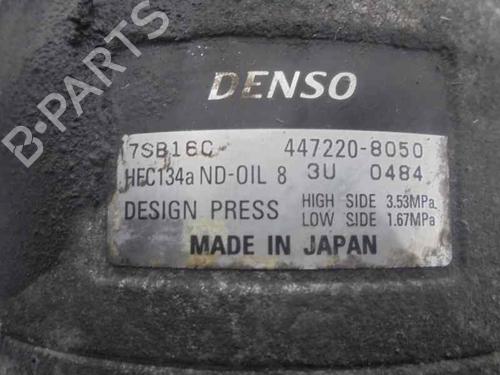 DENSO
7SB16C 447220-8050
HFC134a ND-OIL 8 3U 0484
DESIGN PRESS HIGH SIDE 3.53MPa
LOW SIDE 1.67MPa
MADE IN JAPAN
B-PARTS